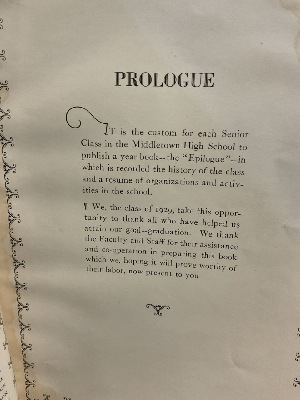 PROLOGUE
IT is the custom for each Senior
Class in the Middletown High School to
publish a year book--the "Epilogue"--in
which is recorded the history of the class
and a resume of organizations and activ-
ities in the school.
¶ We, the class of 1929, take this oppor-
tunity to thank all who have helped us
attain our goal--graduation. We thank
the Faculty and Staff for their assistance
and co-operation in preparing this book
which we, hoping it will prove worthy of
their labor, now present to you